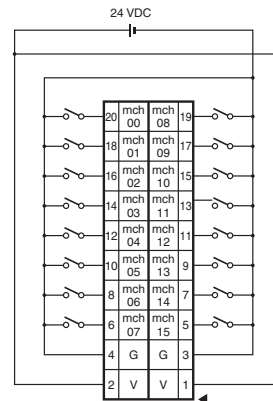 24 VDC
20 mch 00 mch 08 19
18 mch 01 mch 09 17
16 mch 02 mch 10 15
14 mch 03 mch 11 13
12 mch 04 mch 12 11
10 mch 05 mch 13 9
8 mch 06 mch 14 7
6 mch 07 mch 15 5
4 G G 3
2 V V 1